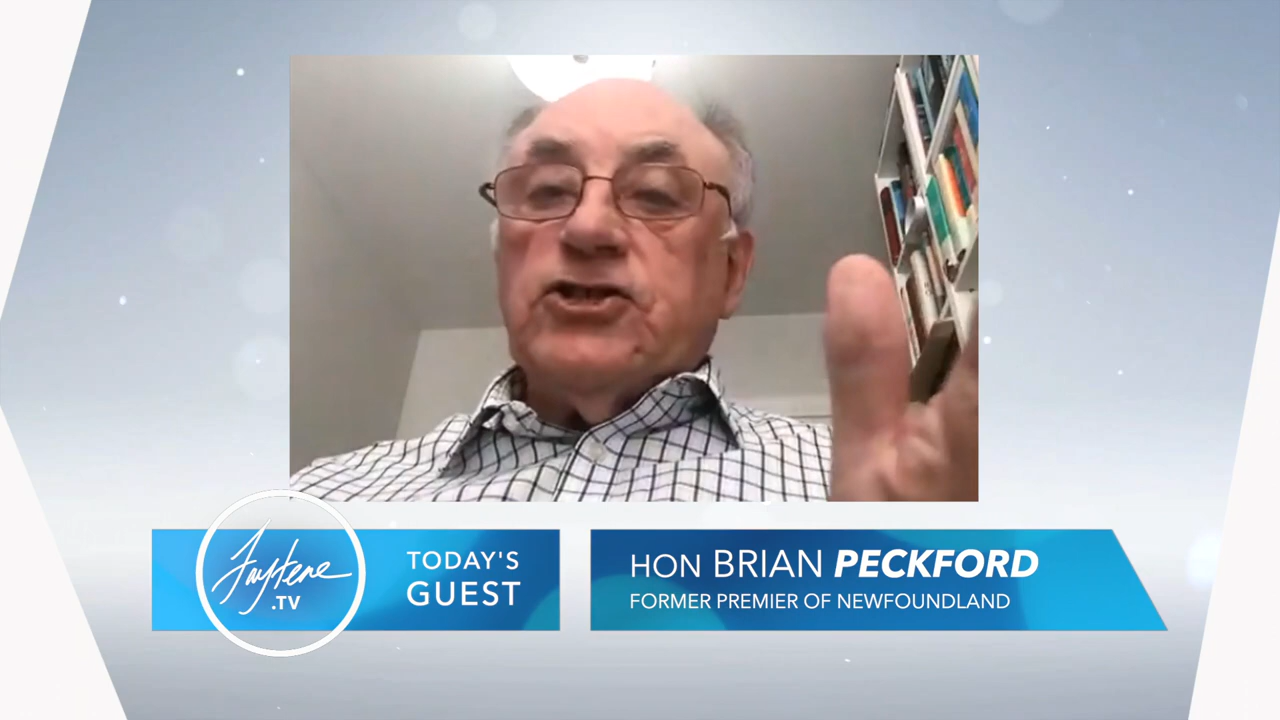 Faytene
.TV
TODAY'S
GUEST
HON BRIAN PECKFORD
FORMER PREMIER OF NEWFOUNDLAND